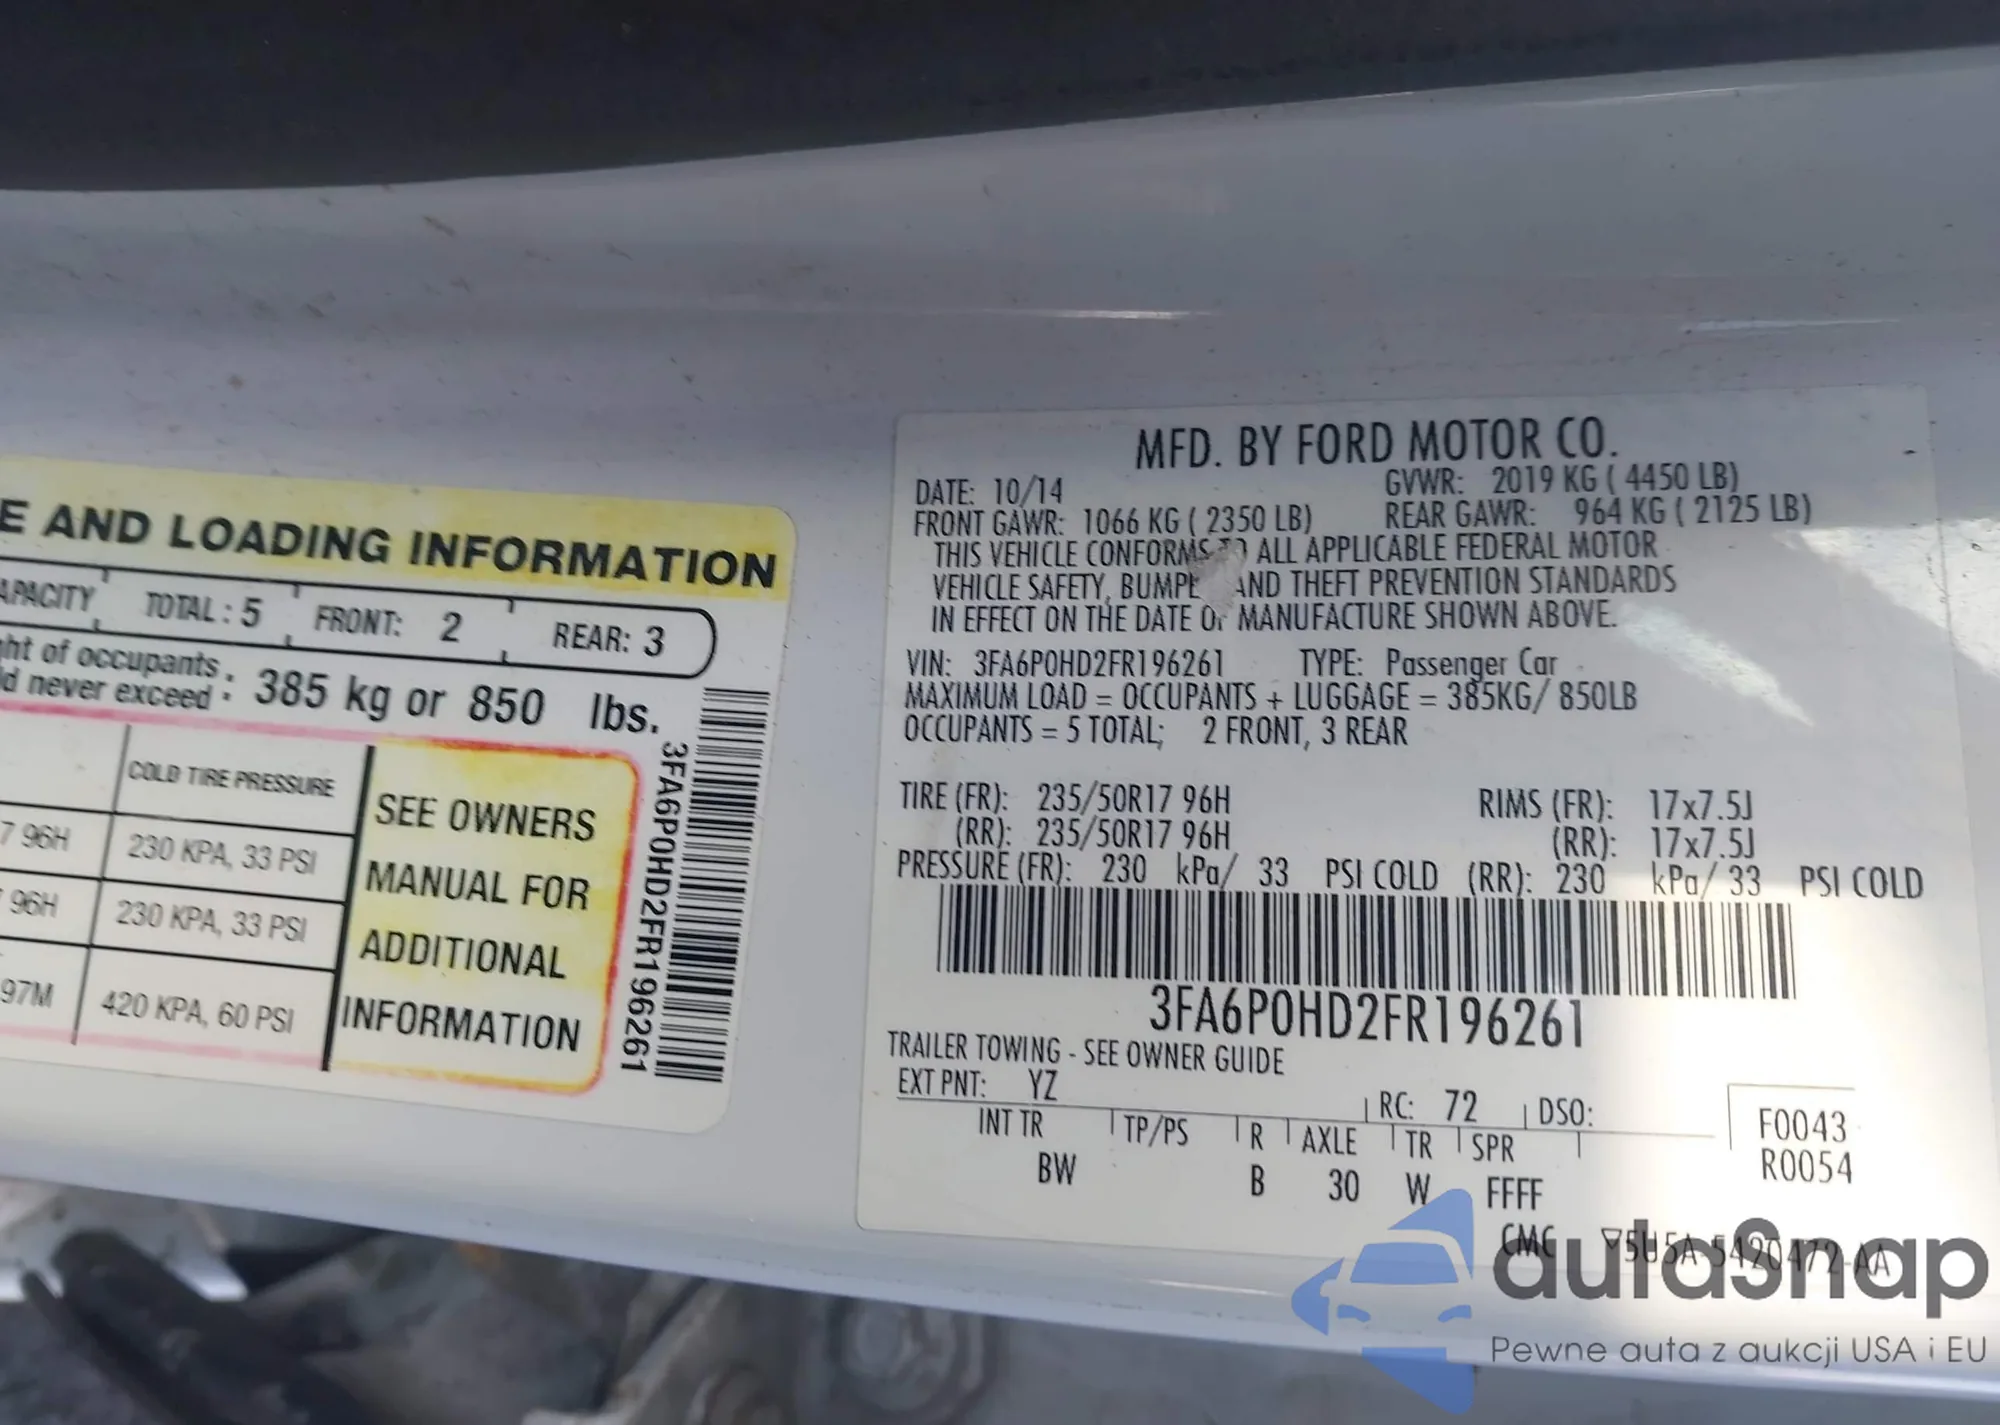 E AND LOADING INFORMATION
APACITY TOTAL : 5 FRONT: 2 REAR: 3
ght of occupants
ld never exceed : 385 kg or 850 lbs.
COLD TIRE PRESSURE
7 96H 230 KPA, 33 PSI
96H 230 KPA, 33 PSI
97M 420 KPA, 60 PSI
SEE OWNERS
MANUAL FOR
ADDITIONAL
INFORMATION
3FA6P0HD2FR196261
MFD. BY FORD MOTOR CO.
DATE: 10/14 GVWR: 2019 KG ( 4450 LB)
FRONT GAWR: 1066 KG ( 2350 LB) REAR GAWR: 964 KG ( 2125 LB)
THIS VEHICLE CONFORMS TO ALL APPLICABLE FEDERAL MOTOR
VEHICLE SAFETY, BUMPE AND THEFT PREVENTION STANDARDS
IN EFFECT ON THE DATE OF MANUFACTURE SHOWN ABOVE.
VIN: 3FA6P0HD2FR196261 TYPE: Passenger Car
MAXIMUM LOAD = OCCUPANTS + LUGGAGE = 385KG/ 850LB
OCCUPANTS = 5 TOTAL; 2 FRONT, 3 REAR
TIRE (FR): 235/50R17 96H RIMS (FR): 17x7.5J
(RR): 235/50R17 96H (RR): 17x7.5J
PRESSURE (FR): 230 kPa/ 33 PSI COLD (RR): 230 kPa/ 33 PSI COLD
3FA6P0HD2FR196261
TRAILER TOWING - SEE OWNER GUIDE
EXT PNT: YZ RC: 72 DSO:
INT TR TP/PS R AXLE TR SPR
BW B 30 W FFFF
F0043
R0054
CMC 5U5A-5420472-AA
autaSnap
Pewne auta z aukcji USA i EU